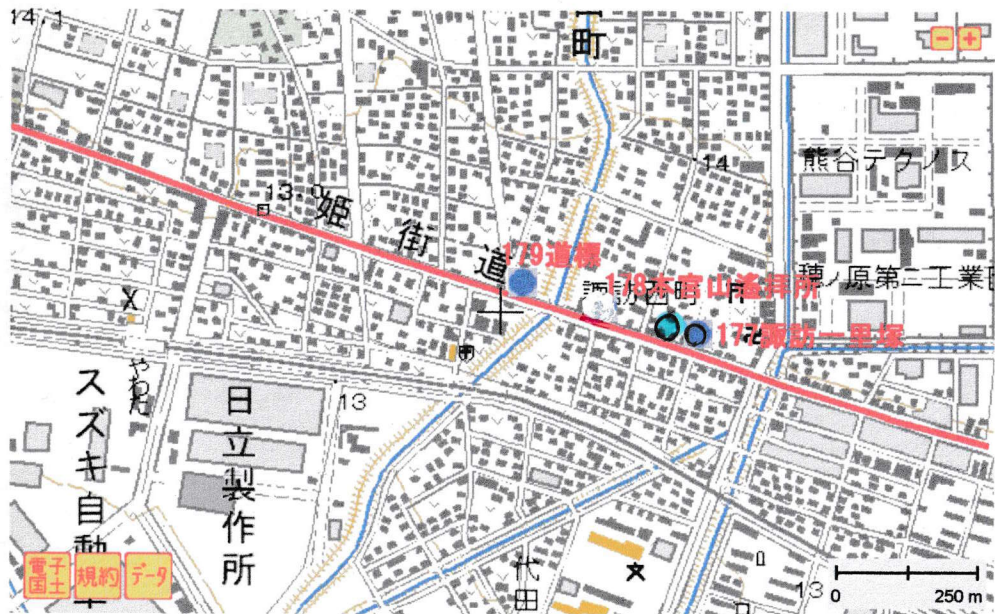 14.1
町
熊谷テクノス
14
13.0
姫街道
179道標
諏訪西町
178本宮山遙拝所
穂ノ原第二工業団
177諏訪一里塚
やわた
スズキ自動車
日立製作所
13
代田
13
電子国土
規約
データ
0
250 m